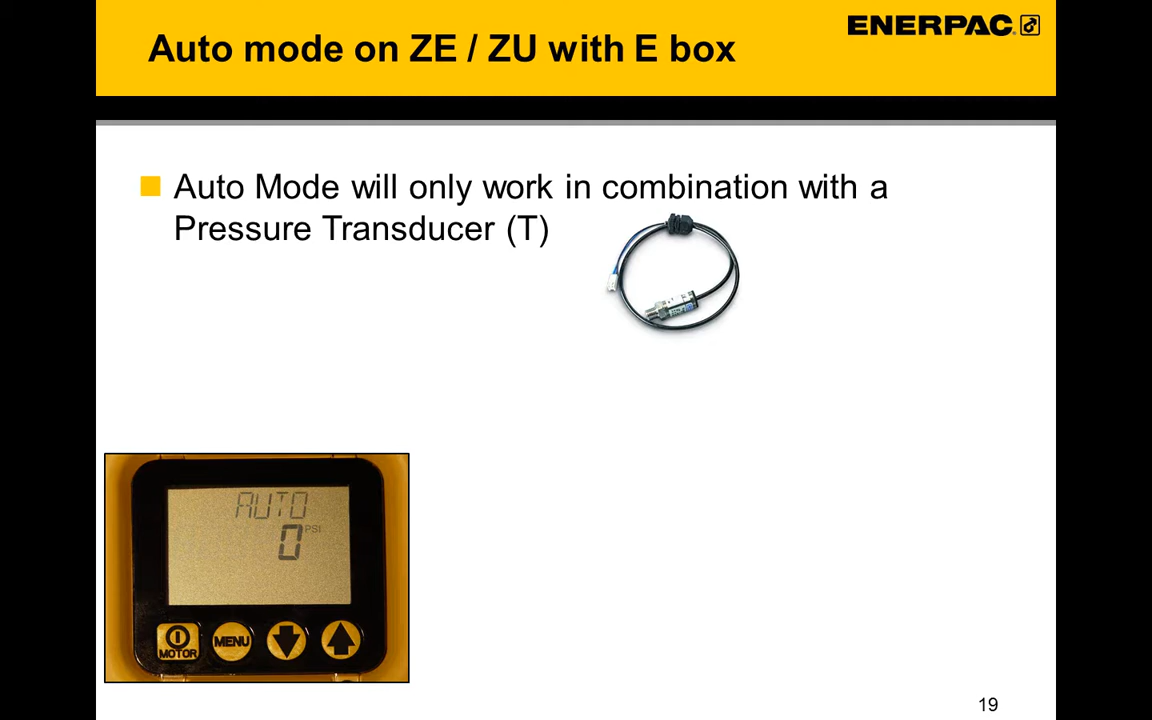 Auto mode on ZE / ZU with E box
ENERPAC
Auto Mode will only work in combination with a
Pressure Transducer (T)
AUTO
0 PSI
MOTOR
MENU
19